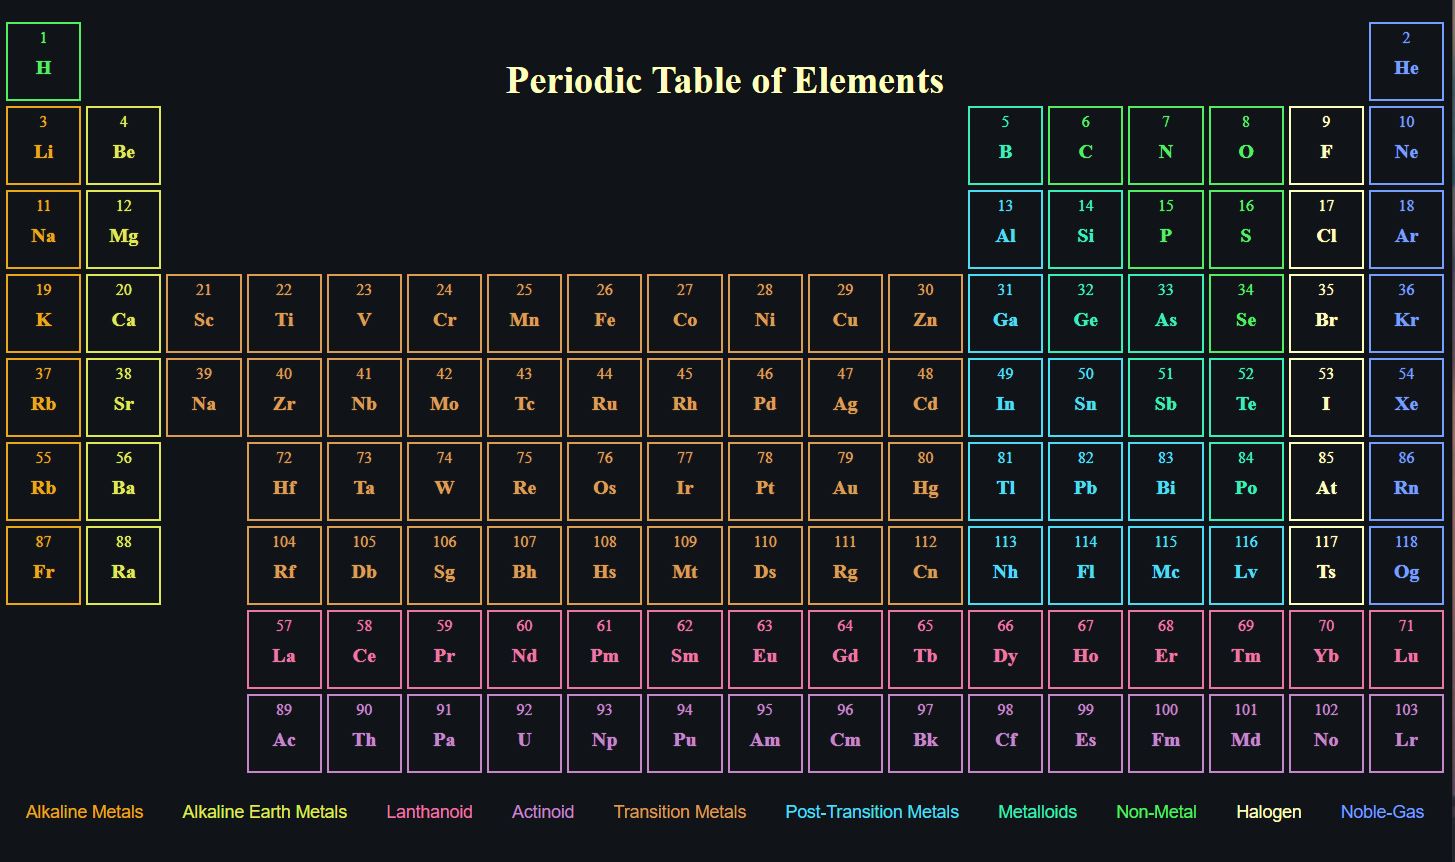 1 2
H He
Periodic Table of Elements
3 4 5 6 7 8 9 10
Li Be B C N O F Ne
11 12 13 14 15 16 17 18
Na Mg Al Si P S Cl Ar
19 20 21 22 23 24 25 26 27 28 29 30 31 32 33 34 35 36
K Ca Sc Ti V Cr Mn Fe Co Ni Cu Zn Ga Ge As Se Br Kr
37 38 39 40 41 42 43 44 45 46 47 48 49 50 51 52 53 54
Rb Sr Na Zr Nb Mo Tc Ru Rh Pd Ag Cd In Sn Sb Te I Xe
55 56 72 73 74 75 76 77 78 79 80 81 82 83 84 85 86
Rb Ba Hf Ta W Re Os Ir Pt Au Hg Tl Pb Bi Po At Rn
87 88 104 105 106 107 108 109 110 111 112 113 114 115 116 117 118
Fr Ra Rf Db Sg Bh Hs Mt Ds Rg Cn Nh Fl Mc Lv Ts Og
57 58 59 60 61 62 63 64 65 66 67 68 69 70 71
La Ce Pr Nd Pm Sm Eu Gd Tb Dy Ho Er Tm Yb Lu
89 90 91 92 93 94 95 96 97 98 99 100 101 102 103
Ac Th Pa U Np Pu Am Cm Bk Cf Es Fm Md No Lr
Alkaline Metals Alkaline Earth Metals Lanthanoid Actinoid Transition Metals Post-Transition Metals Metalloids Non-Metal Halogen Noble-Gas